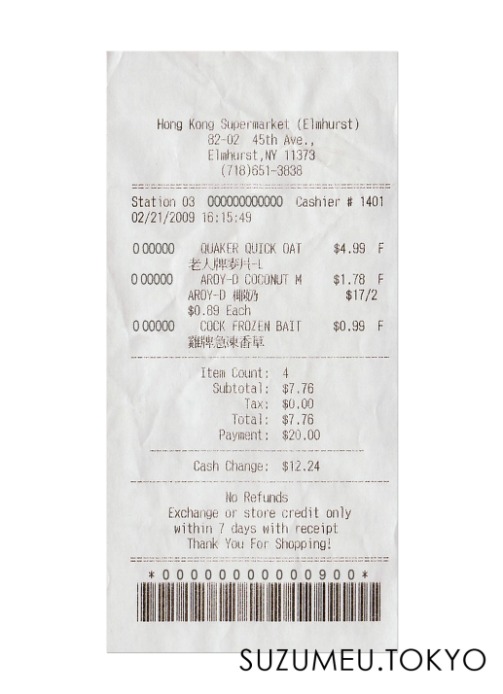 Hong Kong Supermarket (Elmhurst)
82-02 45th Ave.,
Elmhurst,NY 11373
(718)651-3838
Station 03 000000000000 Cashier # 1401
02/21/2009 16:15:49
0 00000 QUAKER QUICK OAT $4.99 F
老人牌麥片-L
0 00000 AROY-D COCONUT M $1.78 F
AROY-D 椰奶 $17/2
$0.89 Each
0 00000 COCK FROZEN BAIT $0.99 F
雞牌急凍香草
Item Count: 4
Subtotal: $7.76
Tax: $0.00
Total: $7.76
Payment: $20.00
Cash Change: $12.24
No Refunds
Exchange or store credit only
within 7 days with receipt
Thank You For Shopping!
*00000000000900*
SUZUMEU.TOKYO